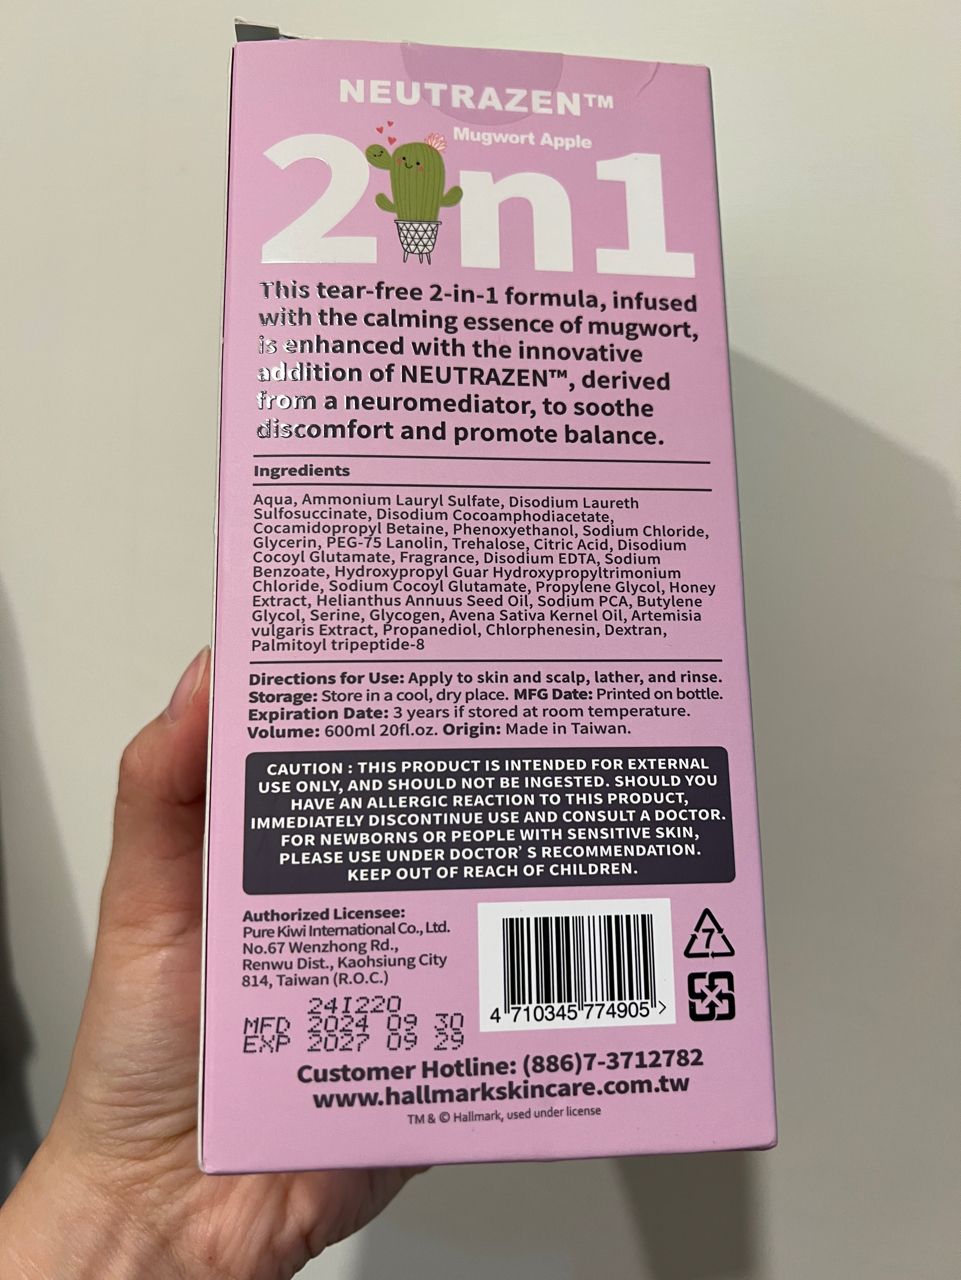 NEUTRAZEN™
Mugwort Apple
2 n1
This tear-free 2-in-1 formula, infused
with the calming essence of mugwort,
is enhanced with the innovative
addition of NEUTRAZEN™, derived
from a neuromediator, to soothe
discomfort and promote balance.
Ingredients
Aqua, Ammonium Lauryl Sulfate, Disodium Laureth
Sulfosuccinate, Disodium Cocoamphodiacetate,
Cocamidopropyl Betaine, Phenoxyethanol, Sodium Chloride,
Glycerin, PEG-75 Lanolin, Trehalose, Citric Acid, Disodium
Cocoyl Glutamate, Fragrance, Disodium EDTA, Sodium
Benzoate, Hydroxypropyl Guar Hydroxypropyltrimonium
Chloride, Sodium Cocoyl Glutamate, Propylene Glycol, Honey
Extract, Helianthus Annuus Seed Oil, Sodium PCA, Butylene
Glycol, Serine, Glycogen, Avena Sativa Kernel Oil, Artemisia
vulgaris Extract, Propanediol, Chlorphenesin, Dextran,
Palmitoyl tripeptide-8
Directions for Use: Apply to skin and scalp, lather, and rinse.
Storage: Store in a cool, dry place. MFG Date: Printed on bottle.
Expiration Date: 3 years if stored at room temperature.
Volume: 600ml 20fl.oz. Origin: Made in Taiwan.
CAUTION : THIS PRODUCT IS INTENDED FOR EXTERNAL
USE ONLY, AND SHOULD NOT BE INGESTED. SHOULD YOU
HAVE AN ALLERGIC REACTION TO THIS PRODUCT,
IMMEDIATELY DISCONTINUE USE AND CONSULT A DOCTOR.
FOR NEWBORNS OR PEOPLE WITH SENSITIVE SKIN,
PLEASE USE UNDER DOCTOR' S RECOMMENDATION.
KEEP OUT OF REACH OF CHILDREN.
Authorized Licensee:
Pure Kiwi International Co., Ltd.
No.67 Wenzhong Rd.,
Renwu Dist., Kaohsiung City
814, Taiwan (R.O.C.)
24I220
MFD 2024 09 30
EXP 2027 09 29
4 710345 774905 >
7
Customer Hotline: (886)7-3712782
www.hallmarkskincare.com.tw
TM & © Hallmark, used under license